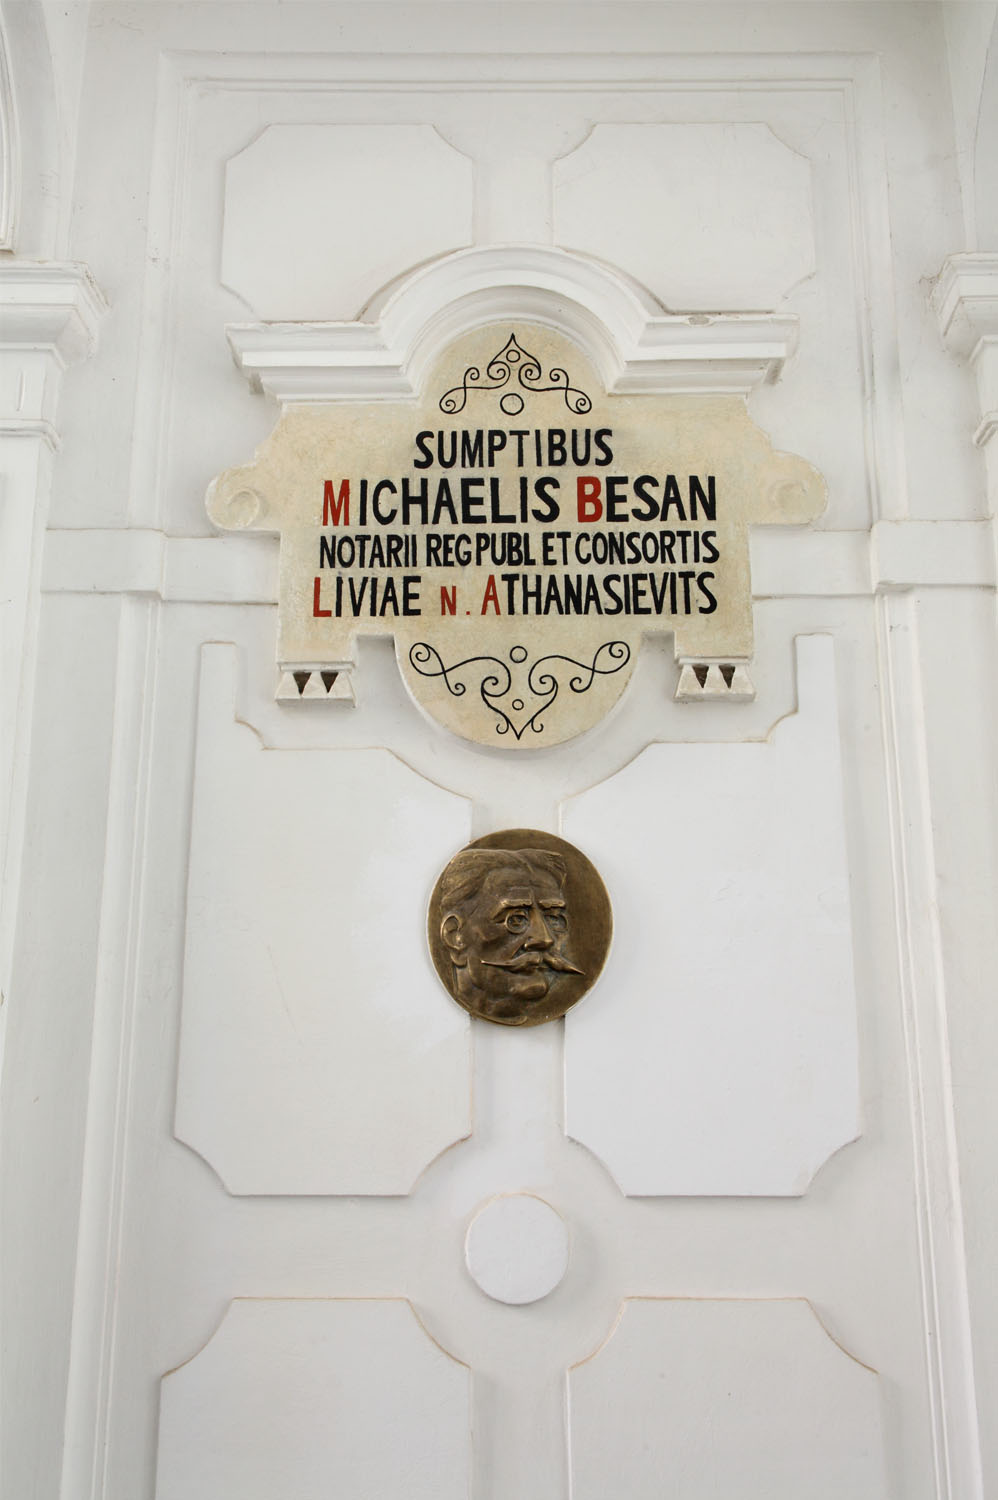 SUMPTIBUS
MICHAELIS BESAN
NOTARII REG PUBL ET CONSORTIS
LIVIAE N. ATHANASIEVITS